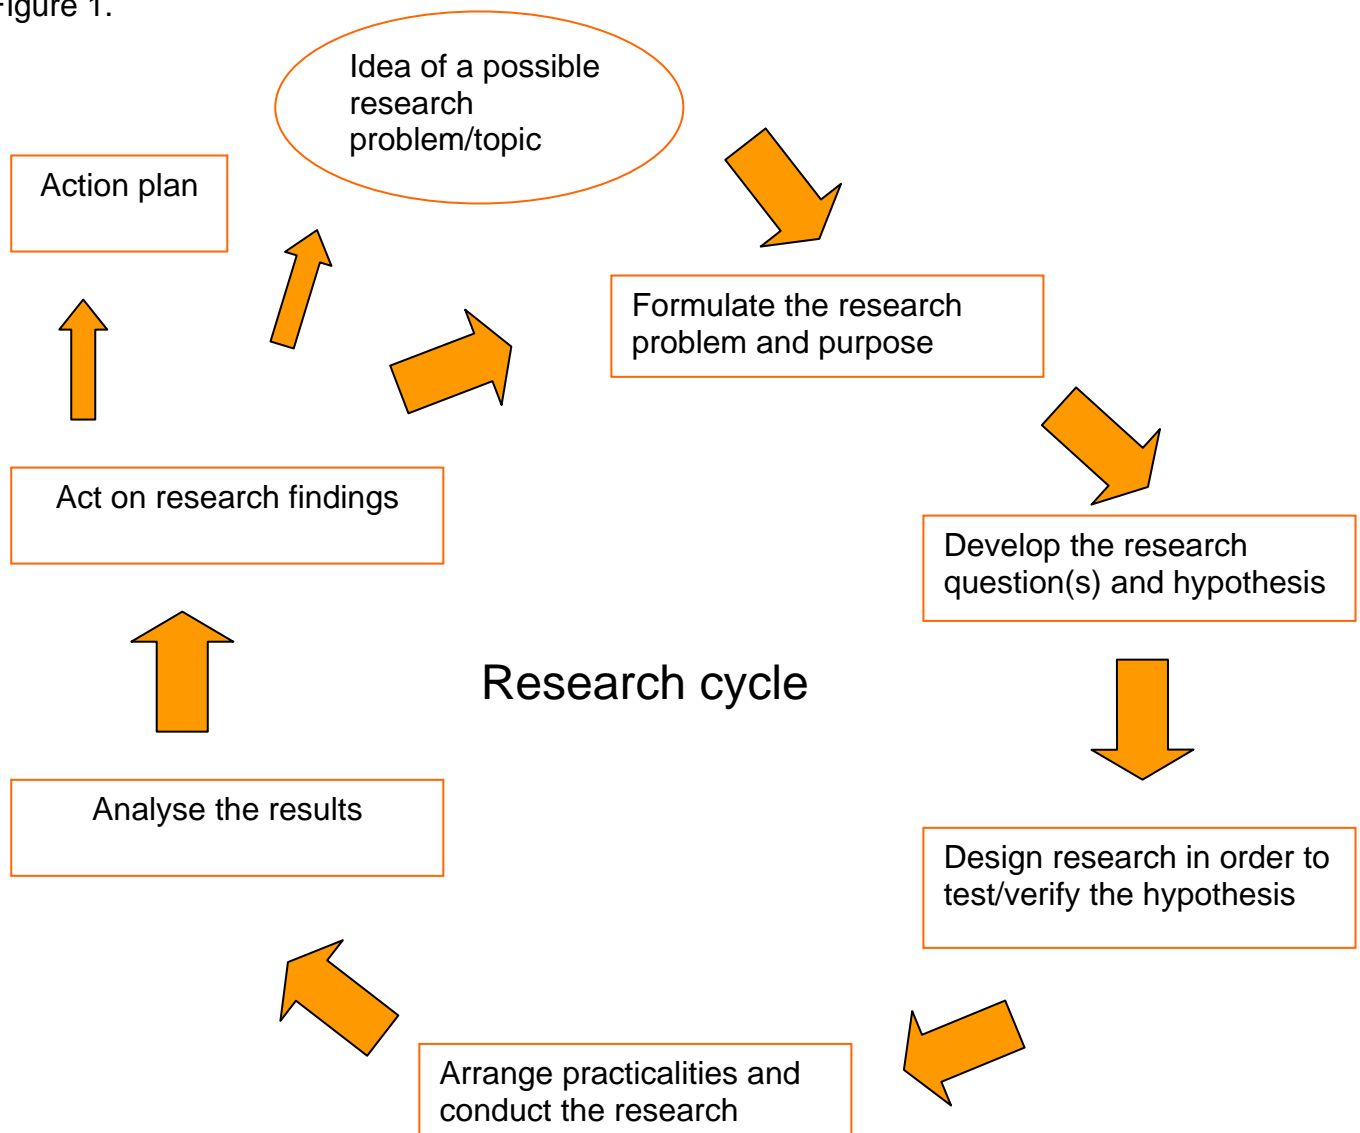 Figure 1.
Idea of a possible
research
problem/topic
Action plan
Formulate the research
problem and purpose
Act on research findings
Develop the research
question(s) and hypothesis
Research cycle
Analyse the results
Design research in order to
test/verify the hypothesis
Arrange practicalities and
conduct the research